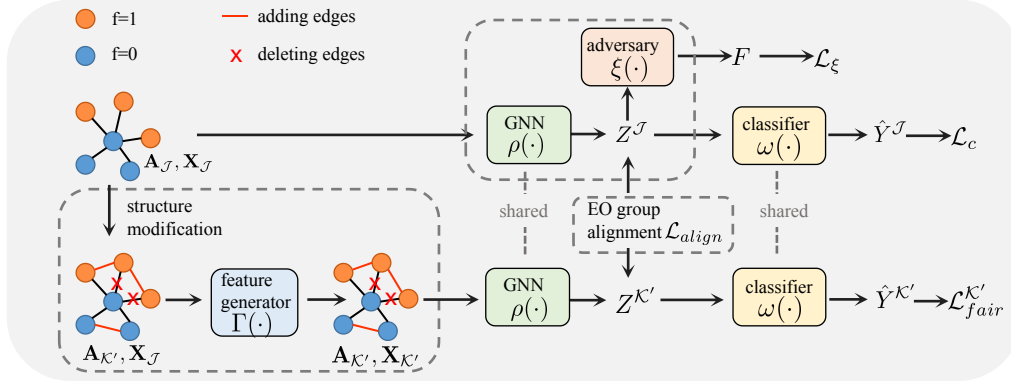 f=1
adding edges
f=0
x deleting edges
adversary
ξ(·)
F
ℒ_ξ
GNN
ρ(·)
Z^𝒥
classifier
ω(·)
Ŷ^𝒥
ℒ_c
A_𝒥, X_𝒥
structure
modification
shared
EO group
alignment ℒ_align
shared
feature
generator
Γ(·)
GNN
ρ(·)
Z^𝒦′
classifier
ω(·)
Ŷ^𝒦′
ℒ_fair^𝒦′
A_𝒦′, X_𝒥
A_𝒦′, X_𝒦′